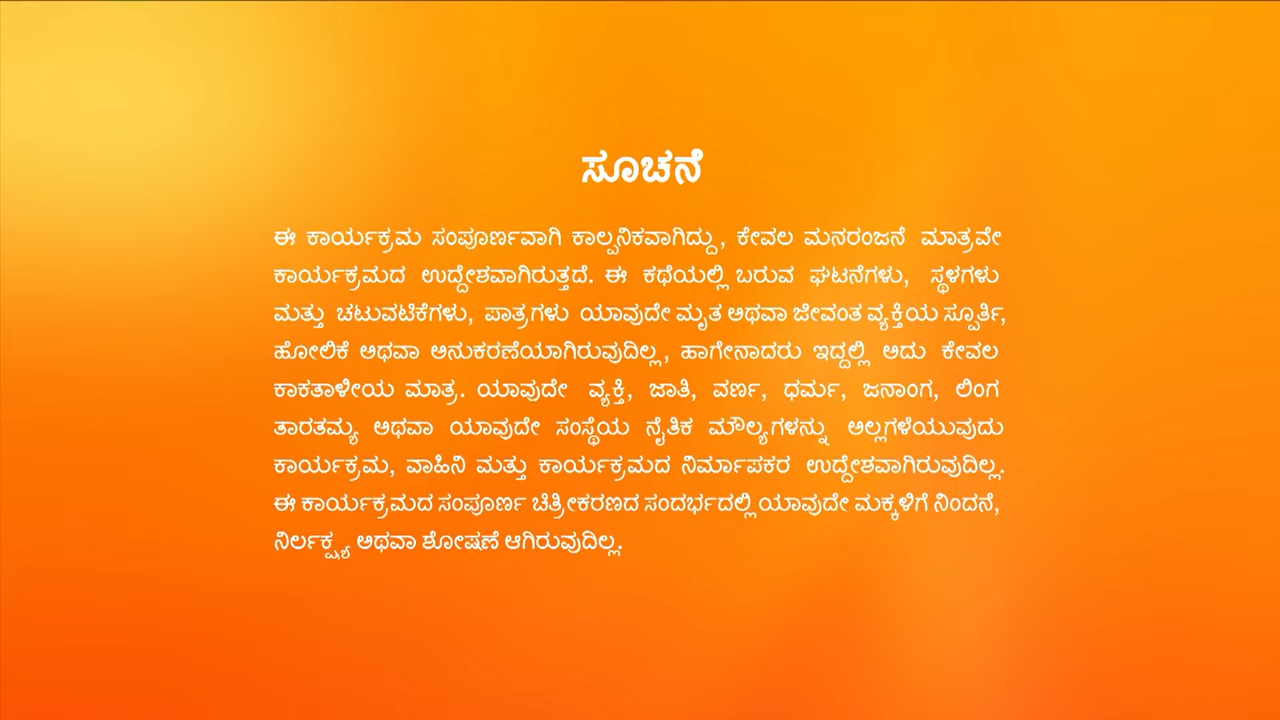 ಸೂಚನೆ
ಈ ಕಾರ್ಯಕ್ರಮ ಸಂಪೂರ್ಣವಾಗಿ ಕಾಲ್ಪನಿಕವಾಗಿದ್ದು, ಕೇವಲ ಮನರಂಜನೆ ಮಾತ್ರವೇ
ಕಾರ್ಯಕ್ರಮದ ಉದ್ದೇಶವಾಗಿರುತ್ತದೆ. ಈ ಕಥೆಯಲ್ಲಿ ಬರುವ ಘಟನೆಗಳು, ಸ್ಥಳಗಳು
ಮತ್ತು ಚಟುವಟಿಕೆಗಳು, ಪಾತ್ರಗಳು ಯಾವುದೇ ಮೃತ ಅಥವಾ ಜೀವಂತ ವ್ಯಕ್ತಿಯ ಸ್ಪೂರ್ತಿ,
ಹೋಲಿಕೆ ಅಥವಾ ಅನುಕರಣೆಯಾಗಿರುವುದಿಲ್ಲ, ಹಾಗೇನಾದರು ಇದ್ದಲ್ಲಿ ಅದು ಕೇವಲ
ಕಾಕತಾಳೀಯ ಮಾತ್ರ. ಯಾವುದೇ ವ್ಯಕ್ತಿ, ಜಾತಿ, ವರ್ಣ, ಧರ್ಮ, ಜನಾಂಗ, ಲಿಂಗ
ತಾರತಮ್ಯ ಅಥವಾ ಯಾವುದೇ ಸಂಸ್ಥೆಯ ನೈತಿಕ ಮೌಲ್ಯಗಳನ್ನು ಅಲ್ಲಗಳೆಯುವುದು
ಕಾರ್ಯಕ್ರಮ, ವಾಹಿನಿ ಮತ್ತು ಕಾರ್ಯಕ್ರಮದ ನಿರ್ಮಾಪಕರ ಉದ್ದೇಶವಾಗಿರುವುದಿಲ್ಲ.
ಈ ಕಾರ್ಯಕ್ರಮದ ಸಂಪೂರ್ಣ ಚಿತ್ರೀಕರಣದ ಸಂದರ್ಭದಲ್ಲಿ ಯಾವುದೇ ಮಕ್ಕಳಿಗೆ ನಿಂದನೆ,
ನಿರ್ಲಕ್ಷ್ಯ ಅಥವಾ ಶೋಷಣೆ ಆಗಿರುವುದಿಲ್ಲ.